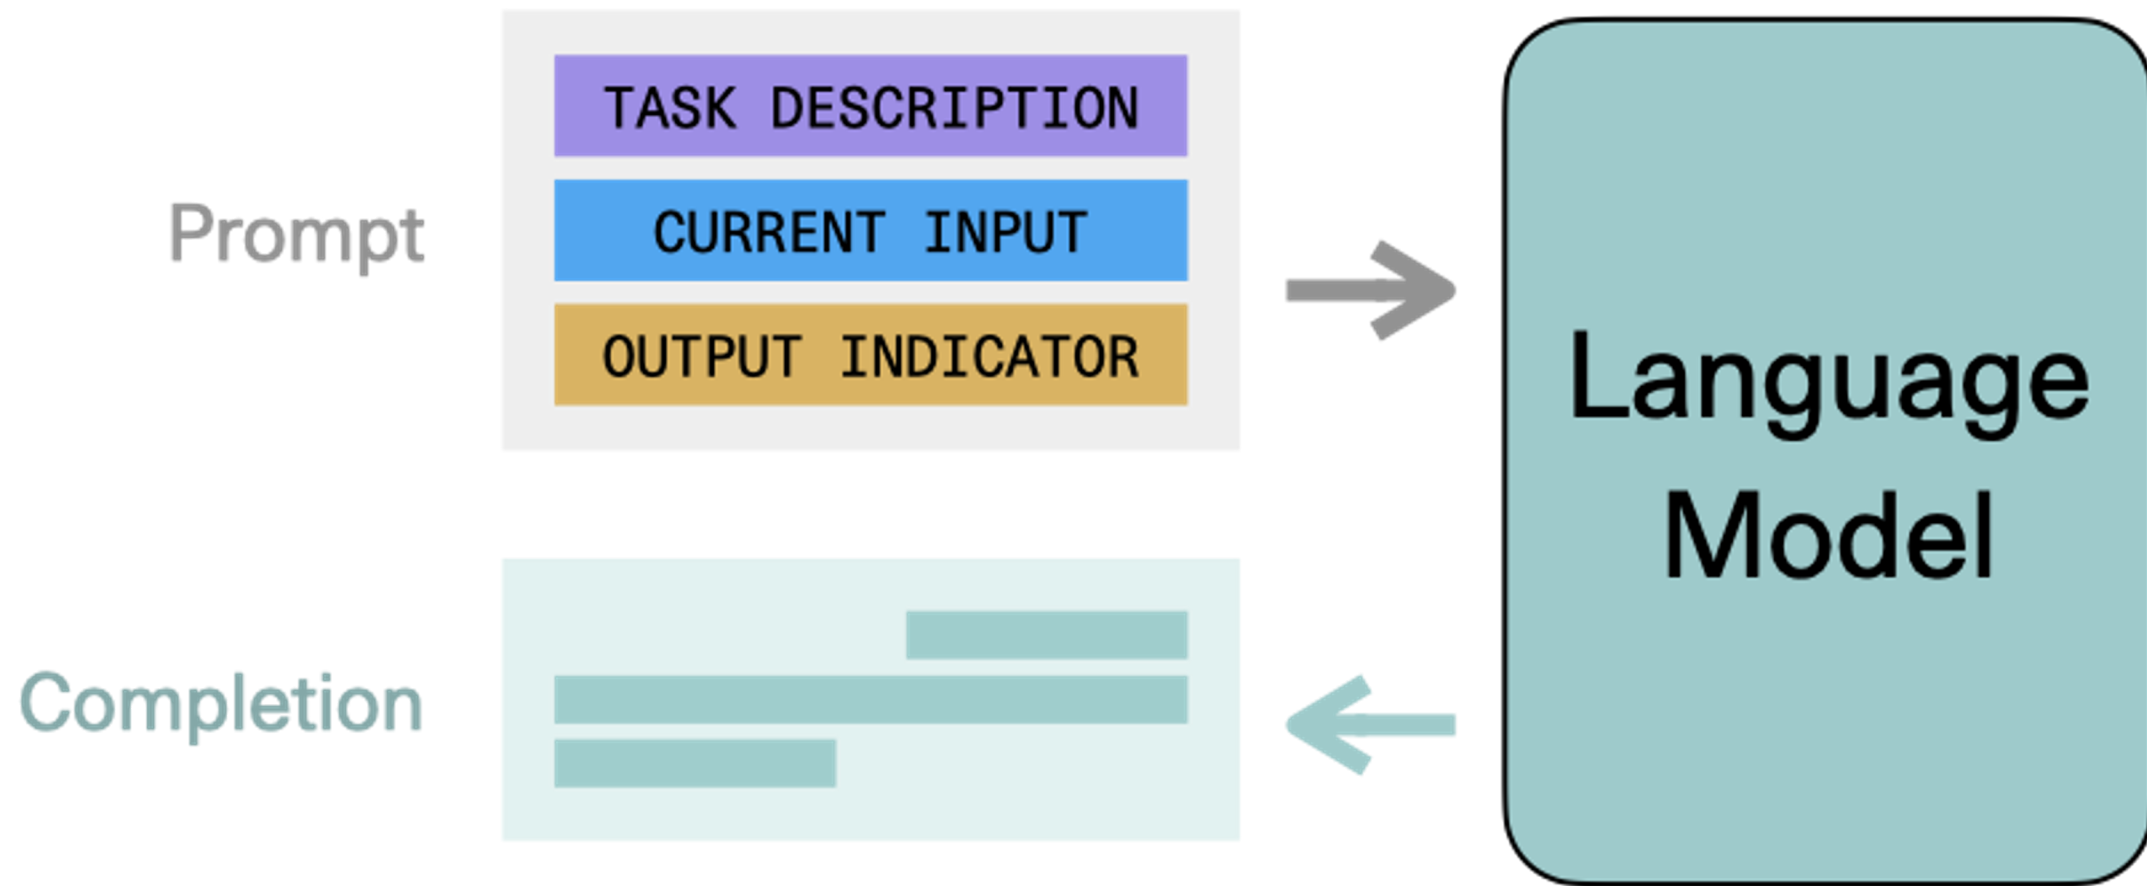 TASK DESCRIPTION
Prompt
CURRENT INPUT
OUTPUT INDICATOR
Language
Model
Completion